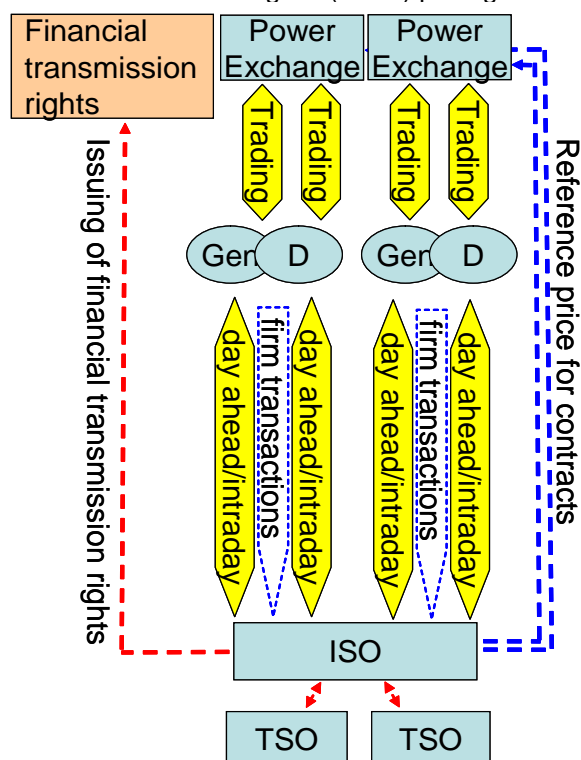 Financial
transmission
rights
Power
Exchange
Power
Exchange
Trading
Trading
Trading
Trading
Issuing of financial transmission rights
Reference price for contracts
Gen
D
Gen
D
day ahead/intraday
firm transactions
day ahead/intraday
day ahead/intraday
firm transactions
day ahead/intraday
ISO
TSO
TSO